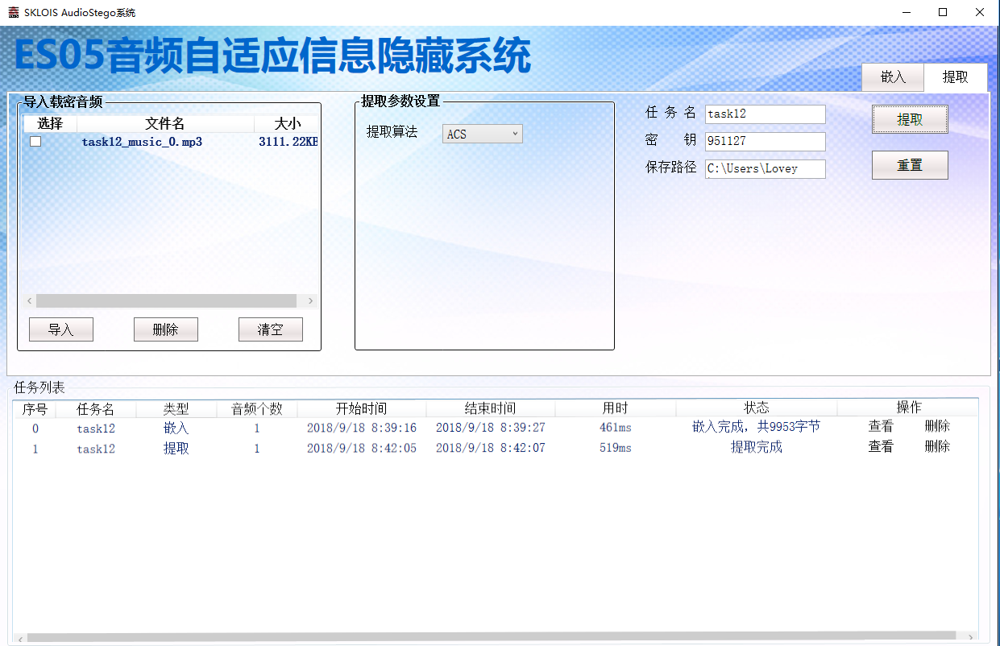 SKLOIS AudioStego系统
ES05音频自适应信息隐藏系统
嵌入 提取
导入载密音频
选择 文件名 大小
task12_music_0.mp3 3111.22KB
导入 删除 清空
提取参数设置
提取算法 ACS
任 务 名 task12
密 钥 951127
保存路径 C:\Users\Lovey
提取
重置
任务列表
序号 任务名 类型 音频个数 开始时间 结束时间 用时 状态 操作
0 task12 嵌入 1 2018/9/18 8:39:16 2018/9/18 8:39:27 461ms 嵌入完成，共9953字节 查看 删除
1 task12 提取 1 2018/9/18 8:42:05 2018/9/18 8:42:07 519ms 提取完成 查看 删除